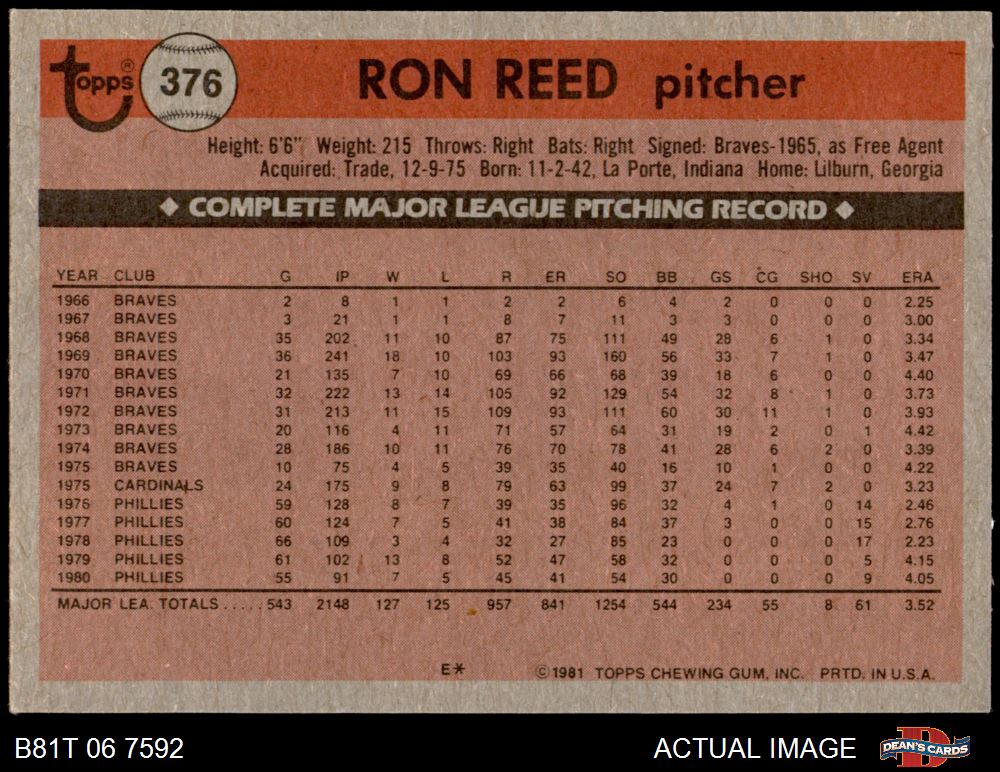 topps® 376 RON REED pitcher
Height: 6'6" Weight: 215 Throws: Right Bats: Right Signed: Braves-1965, as Free Agent
Acquired: Trade, 12-9-75 Born: 11-2-42, La Porte, Indiana Home: Lilburn, Georgia
◆ COMPLETE MAJOR LEAGUE PITCHING RECORD ◆
YEAR CLUB G IP W L R ER SO BB GS CG SHO SV ERA
1966 BRAVES 2 8 1 1 2 2 6 4 2 0 0 0 2.25
1967 BRAVES 3 21 1 1 8 7 11 3 3 0 0 0 3.00
1968 BRAVES 35 202 11 10 87 75 111 49 28 6 1 0 3.34
1969 BRAVES 36 241 18 10 103 93 160 56 33 7 1 0 3.47
1970 BRAVES 21 135 7 10 69 66 68 39 18 6 0 0 4.40
1971 BRAVES 32 222 13 14 105 92 129 54 32 8 1 0 3.73
1972 BRAVES 31 213 11 15 109 93 111 60 30 11 1 0 3.93
1973 BRAVES 20 116 4 11 71 57 64 31 19 2 0 1 4.42
1974 BRAVES 28 186 10 11 76 70 78 41 28 6 2 0 3.39
1975 BRAVES 10 75 4 5 39 35 40 16 10 1 0 0 4.22
1975 CARDINALS 24 175 9 8 79 63 99 37 24 7 2 0 3.23
1976 PHILLIES 59 128 8 7 39 35 96 32 4 1 0 14 2.46
1977 PHILLIES 60 124 7 5 41 38 84 37 3 0 0 15 2.76
1978 PHILLIES 66 109 3 4 32 27 85 23 0 0 0 17 2.23
1979 PHILLIES 61 102 13 8 52 47 58 32 0 0 0 5 4.15
1980 PHILLIES 55 91 7 5 45 41 54 30 0 0 0 9 4.05
MAJOR LEA. TOTALS ..... 543 2148 127 125 957 841 1254 544 234 55 8 61 3.52
E* ©1981 TOPPS CHEWING GUM, INC. PRTD. IN U.S.A.
B81T 06 7592 ACTUAL IMAGE D DEAN'S CARDS